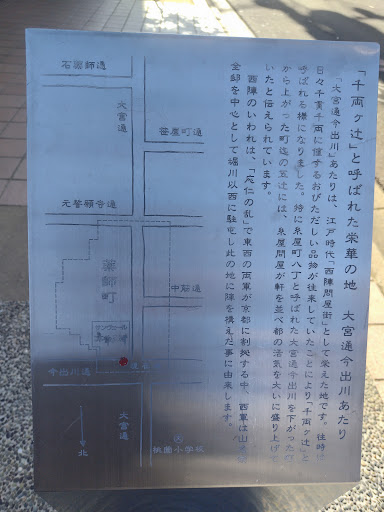 「千両ヶ辻」と呼ばれた栄華の地　大宮通今出川あたり
「大宮通今出川」あたりは、江戸時代「西陣問屋街」として栄えた地です。往時は
日々千貫千両に値するおびただしい品物が往来していたことにより「千両ヶ辻」と
呼ばれる様になりました。特に糸屋町八丁と呼ばれた大宮通今出川を下がった
から上がった町迄の五辻には、糸屋問屋が軒を並べ都の活気を大いに盛り上げて
いたと伝えられています。
西陣のいわれは、「応仁の乱」で東西の両軍が京都に割拠する中、西軍は山名宗
全邸を中心として堀川以西に駐屯し此の地に陣を構えた事に由来します。
石薬師通
大宮通
笹屋町通
元誓願寺通
薬師町
中筋通
今出川通
大宮通
北
桃園小学校